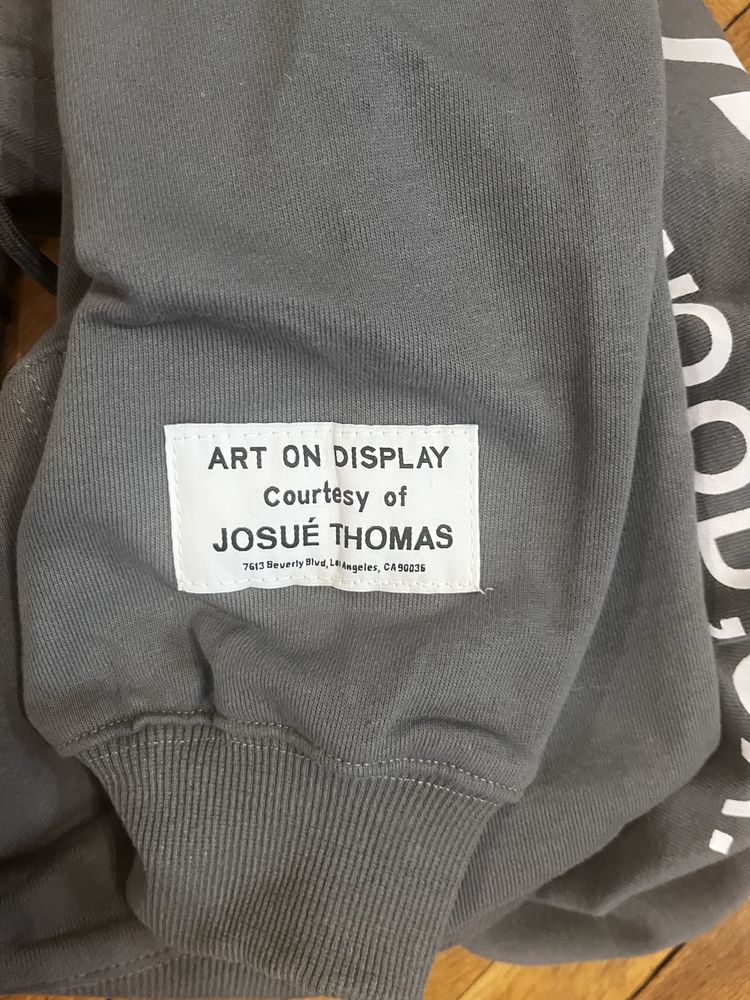 ART ON DISPLAY
Courtesy of
JOSUÉ THOMAS
7613 Beverly Blvd, Los Angeles, CA 90036